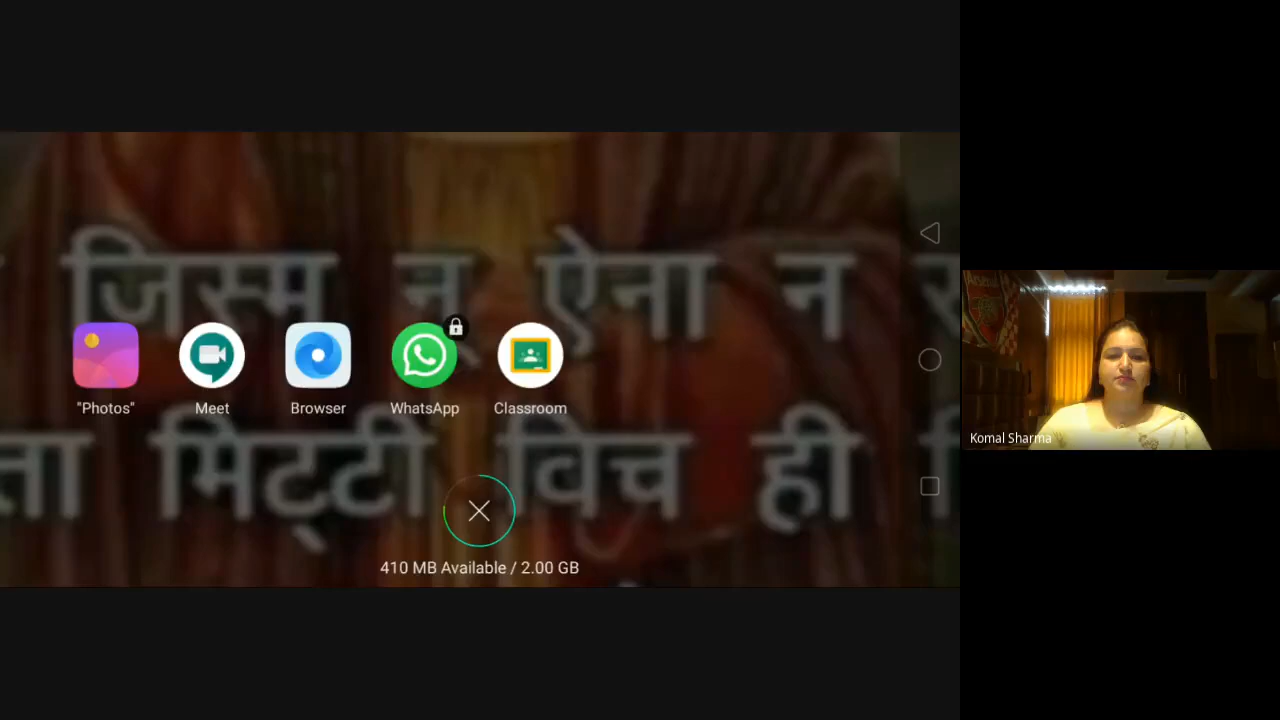 जिस्म नू ऐना न
ता मिट्टी विच ही
"Photos"
Meet
Browser
WhatsApp
Classroom
410 MB Available / 2.00 GB
Komal Sharma